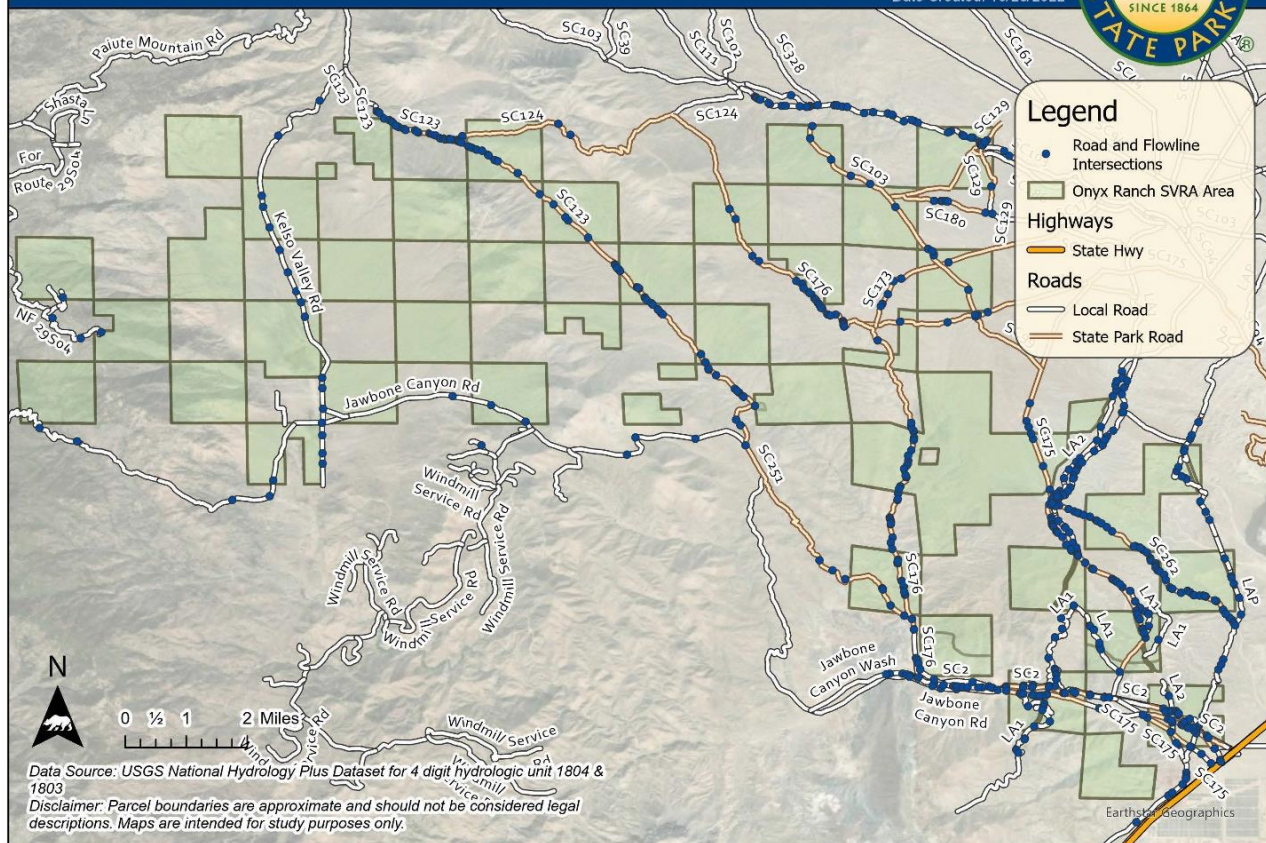 SINCE 1864
TATE PARK
®
Paiute Mountain Rd
Shasta Ln
For
Route 29S04
NF 29S04
SC123
SC123
SC123
SC124
SC123
SC103
SC39
SC111
SC102
SC328
SC124
SC161
SC129
SC129
SC129
SC103
SC180
SC176
SC173
Kelso Valley Rd
Jawbone Canyon Rd
Windmill
Service Rd
Windmill Service Rd
Windmill
Service Rd
Windmill Service Rd
SC251
SC176
SC176
SC175
LA2
SC262
LAP
LA1
LA1
LA1
LA1
LA2
SC2
SC2
SC2
SC2
Jawbone
Canyon Wash
Jawbone
Canyon Rd
LA1
SC175
SC175
SC175
Windmill Service
Rd
Legend
Road and Flowline
Intersections
Onyx Ranch SVRA Area
Highways
State Hwy
Roads
Local Road
State Park Road
N
0 ½ 1 2 Miles
Data Source: USGS National Hydrology Plus Dataset for 4 digit hydrologic unit 1804 &
1803
Disclaimer: Parcel boundaries are approximate and should not be considered legal
descriptions. Maps are intended for study purposes only.
Earthstar Geographics